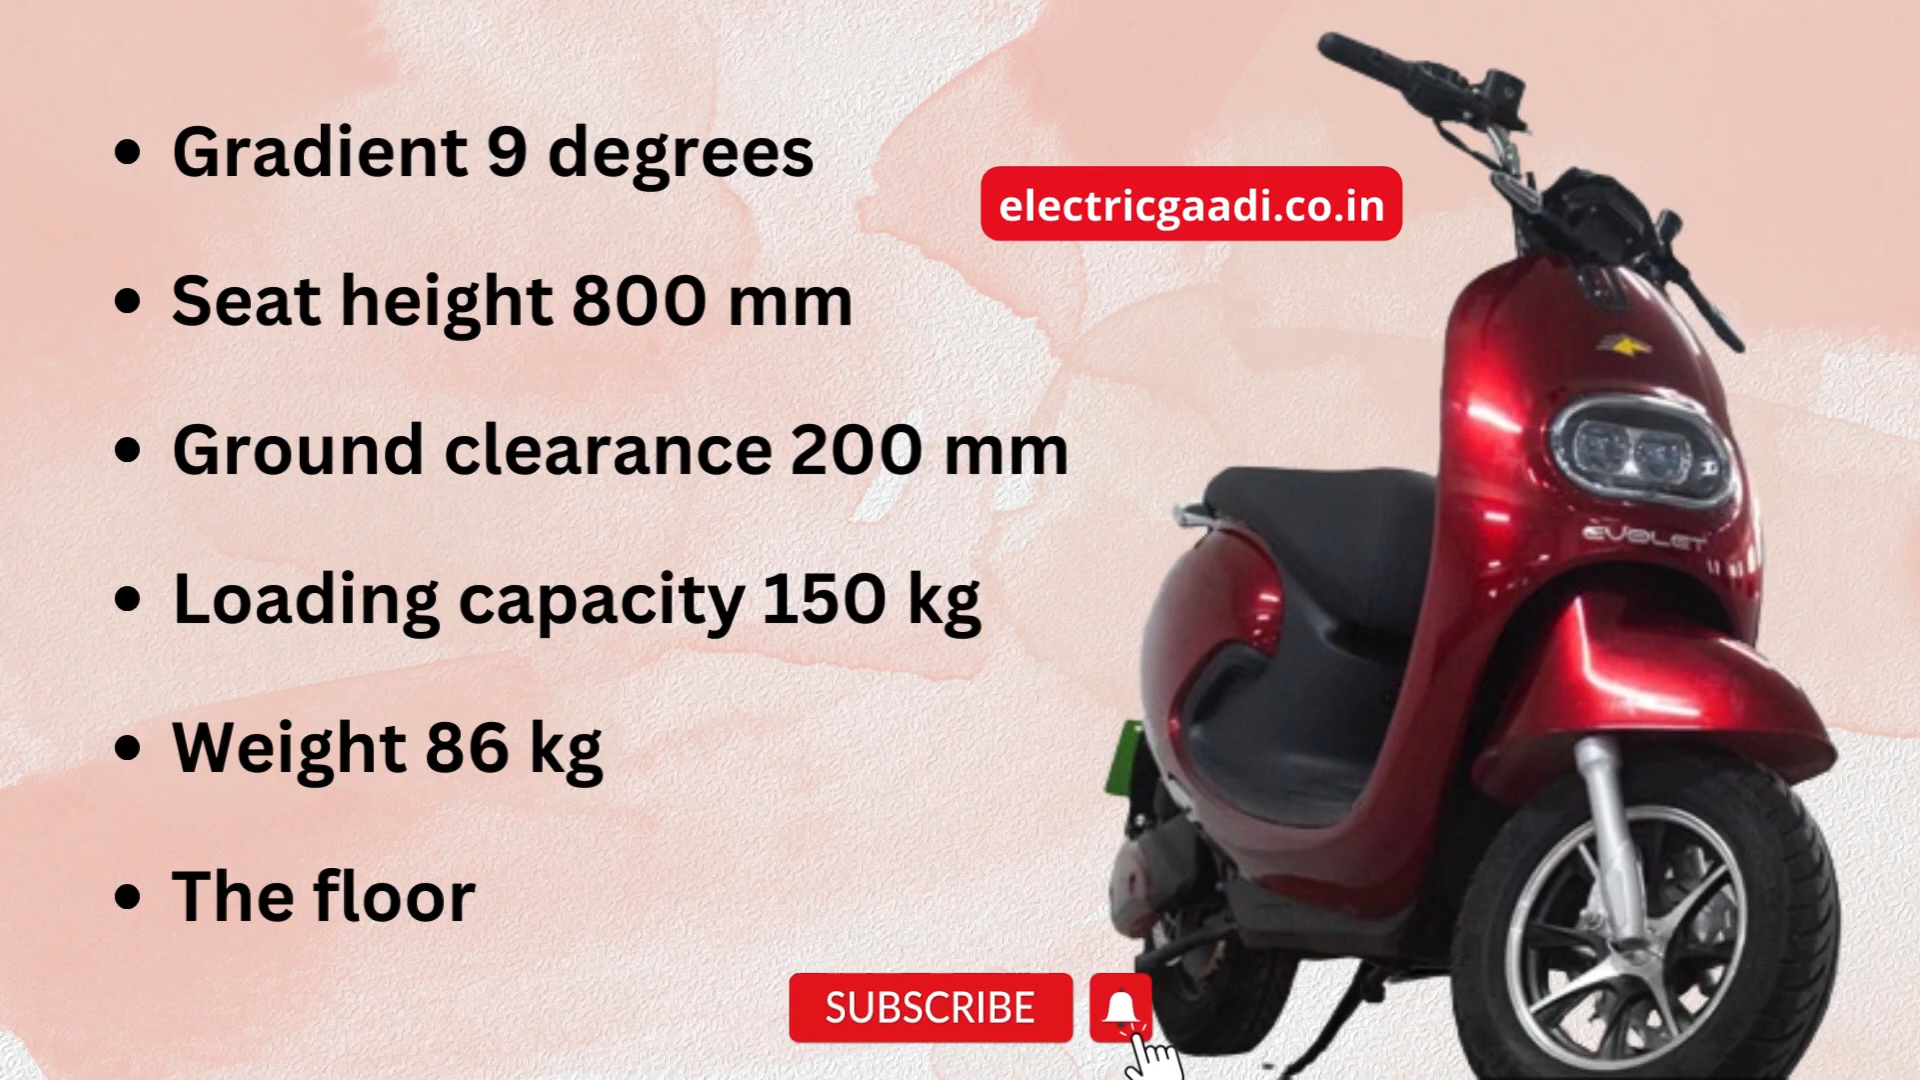 • Gradient 9 degrees
electricgaadi.co.in
• Seat height 800 mm
• Ground clearance 200 mm
EVOLET
• Loading capacity 150 kg
• Weight 86 kg
• The floor
SUBSCRIBE